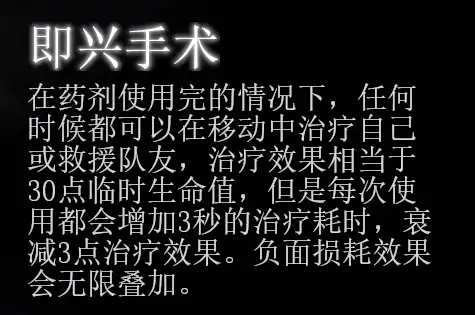 即兴手术
在药剂使用完的情况下，任何
时候都可以在移动中治疗自己
或救援队友，治疗效果相当于
30点临时生命值，但是每次使
用都会增加3秒的治疗耗时，衰
减3点治疗效果。负面损耗效果
会无限叠加。